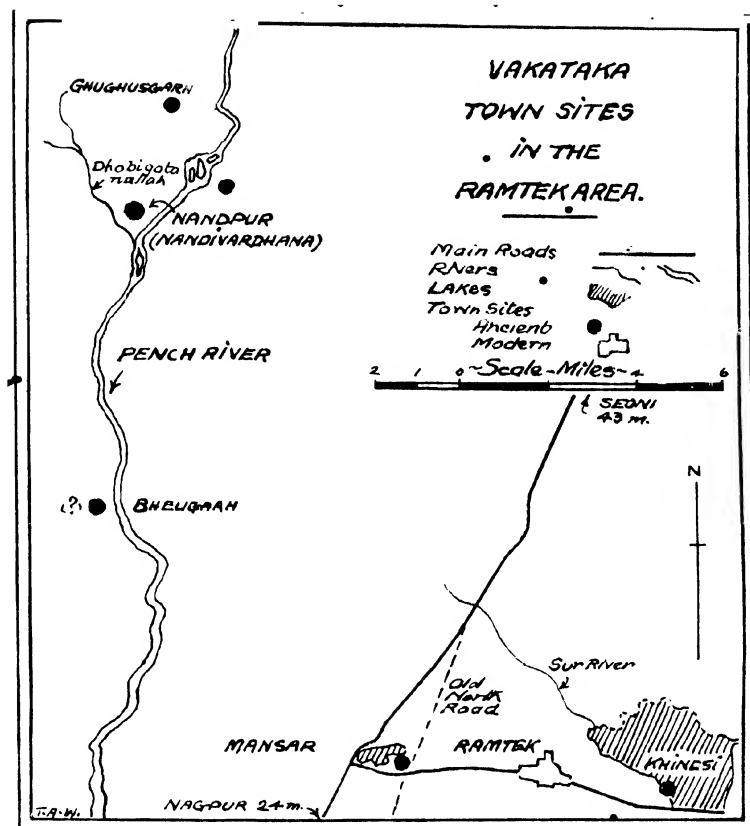 VAKATAKA
TOWN SITES
IN THE
RAMTEK AREA.
Main Roads
Rivers
LAKES
Town Sites
Ancient
Modern
2 1 0 ~Scale-Miles~ 4 6
SEONI
43 m.
GHUGHUSGARH
Dhobigota
nallah
NANDPUR
(NANDIVARDHANA)
PENCH RIVER
(?)
BHEUGARH
N
Sur River
Old
North
Road
MANSAR
RAMTEK
KHINESI
NAGPUR 24 m.
T.A.W.